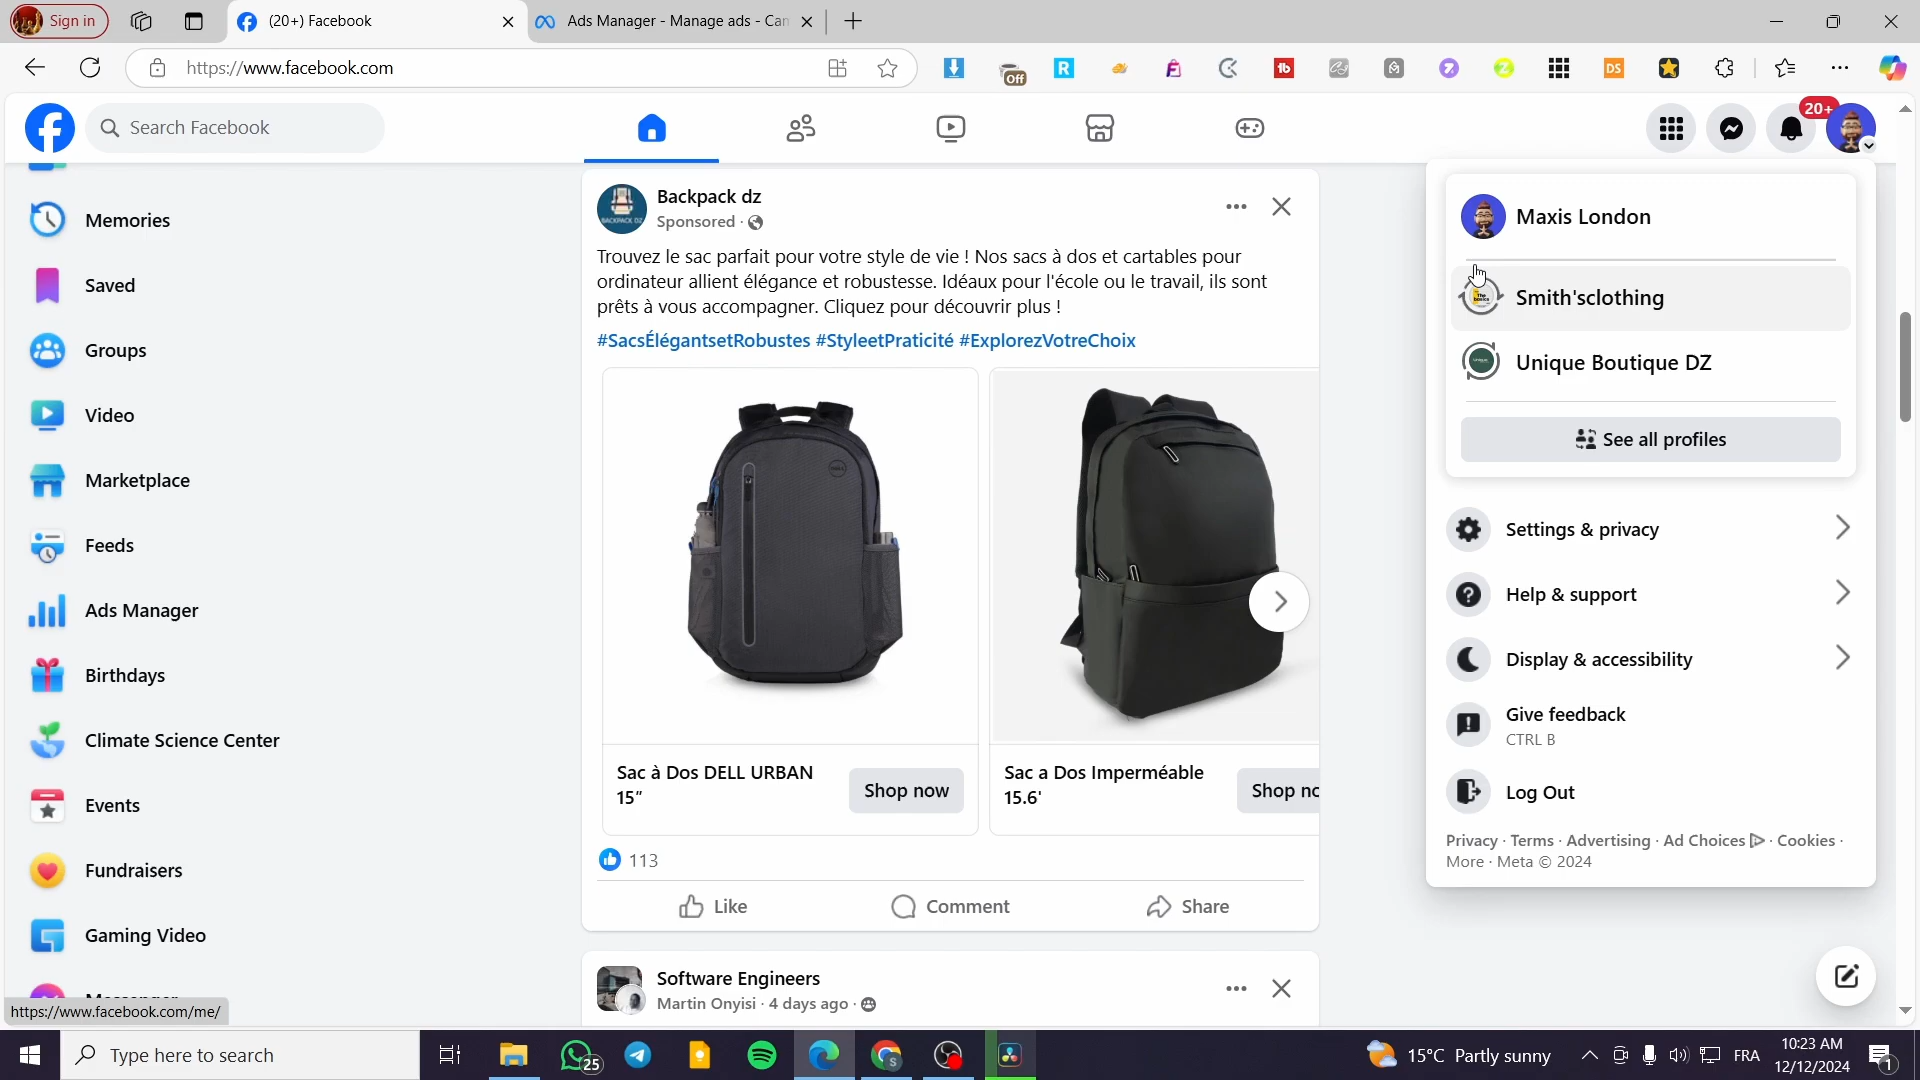 Sign in
(20+) Facebook
Ads Manager - Manage ads - Can
https://www.facebook.com
Off
R
DS
Search Facebook
20+
Memories
Saved
Groups
Video
Marketplace
Feeds
Ads Manager
Birthdays
Climate Science Center
Events
Fundraisers
Gaming Video
https://www.facebook.com/me/
Backpack dz
Sponsored ·
Trouvez le sac parfait pour votre style de vie ! Nos sacs à dos et cartables pour
ordinateur allient élégance et robustesse. Idéaux pour l'école ou le travail, ils sont
prêts à vous accompagner. Cliquez pour découvrir plus !
#SacsÉlégantsetRobustes #StyleetPraticité #ExplorezVotreChoix
Sac à Dos DELL URBAN
15”
Shop now
Sac a Dos Imperméable
15.6'
Shop no
113
Like
Comment
Share
Software Engineers
Martin Onyisi · 4 days ago ·
Maxis London
Smith'sclothing
Unique Boutique DZ
See all profiles
Settings & privacy
Help & support
Display & accessibility
Give feedback
CTRL B
Log Out
Privacy · Terms · Advertising · Ad Choices · Cookies ·
More · Meta © 2024
Type here to search
25
15°C Partly sunny
FRA
10:23 AM
12/12/2024
1